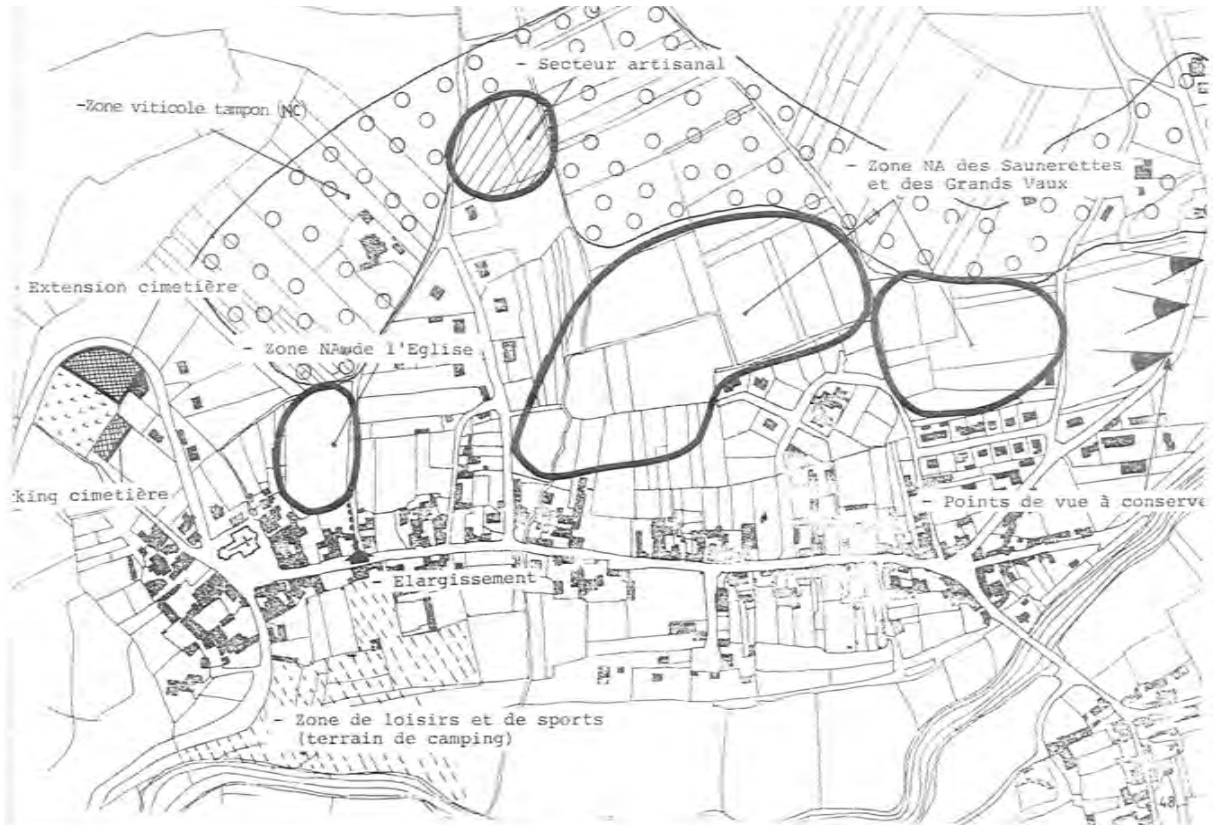 - Secteur artisanal
-Zone viticole tampon (NC)
- Zone NA des Saunerettes
et des Grands Vaux
- Extension cimetière
- Zone NA de l'Eglise
cimetière
- Points de vue à conserve
- Elargissement
- Zone de loisirs et de sports
(terrain de camping)
48.-